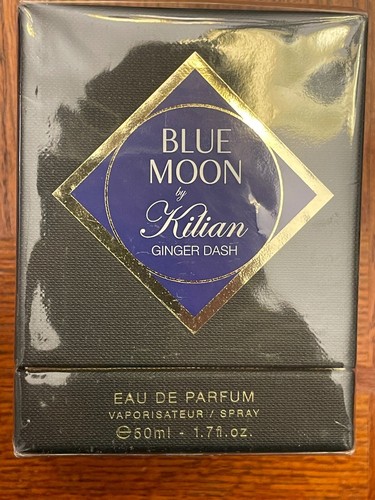 BLUE
MOON
by
Kilian
GINGER DASH
EAU DE PARFUM
VAPORISATEUR / SPRAY
℮50ml - 1.7fl.oz.